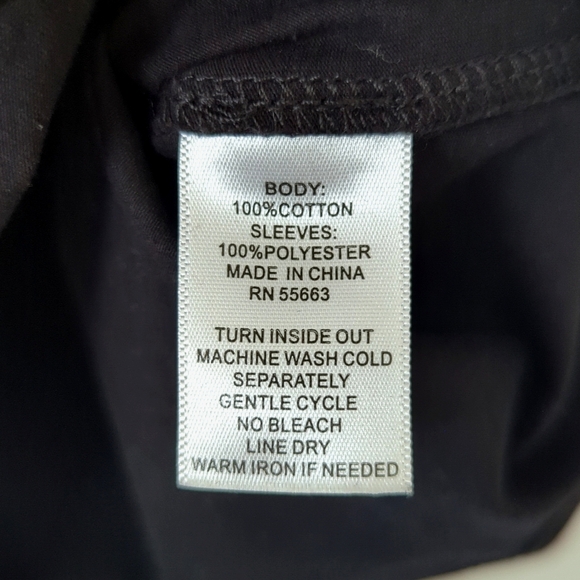 BODY:
100%COTTON
SLEEVES:
100%POLYESTER
MADE IN CHINA
RN 55663
TURN INSIDE OUT
MACHINE WASH COLD
SEPARATELY
GENTLE CYCLE
NO BLEACH
LINE DRY
WARM IRON IF NEEDED